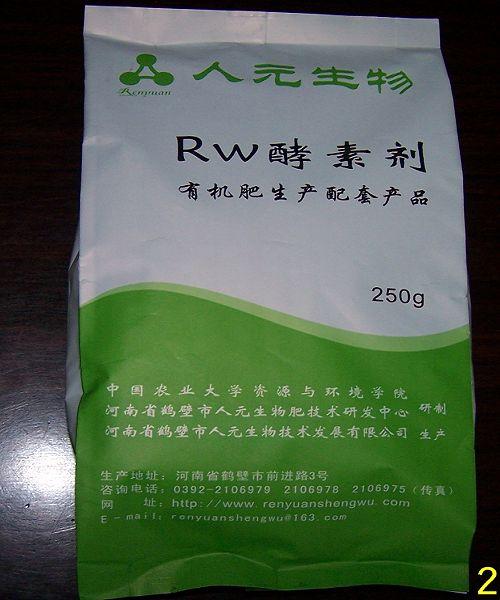 人元生物
Renyuan
RW酵素剂
有机肥生产配套产品
250g
中国农业大学资源与环境学院
河南省鹤壁市人元生物肥技术研发中心 研制
河南省鹤壁市人元生物技术发展有限公司 生产
生产地址：河南省鹤壁市前进路3号
咨询电话：0392-2106979 2106978 2106975（传真）
网 址：http://www.renyuanshengwu.com
E-mail：renyuanshengwu@163.com
2